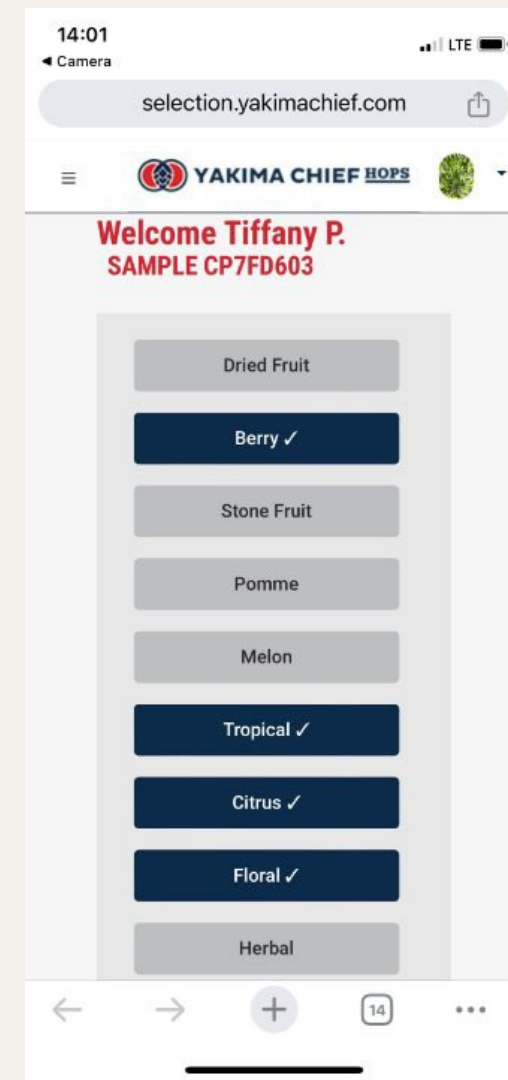 14:01
LTE
◄ Camera
selection.yakimachief.com
YAKIMA CHIEF HOPS
Welcome Tiffany P.
SAMPLE CP7FD603
Dried Fruit
Berry ✓
Stone Fruit
Pomme
Melon
Tropical ✓
Citrus ✓
Floral ✓
Herbal
14